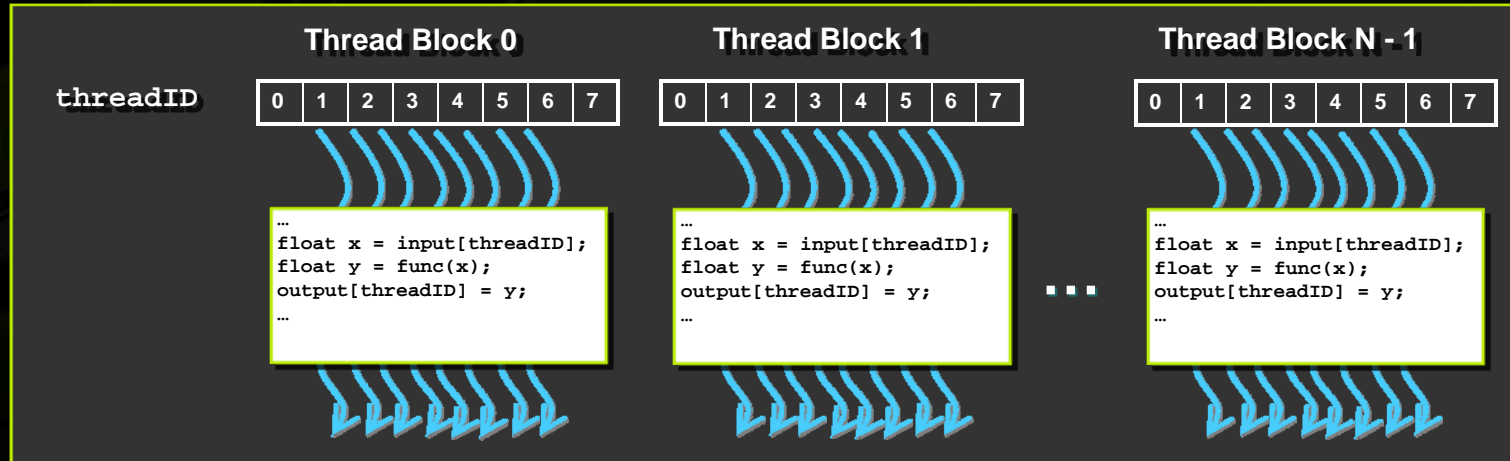 Thread Block 0
Thread Block 1
Thread Block N - 1
threadID
0 1 2 3 4 5 6 7
0 1 2 3 4 5 6 7
0 1 2 3 4 5 6 7
…
float x = input[threadID];
float y = func(x);
output[threadID] = y;
…
…
float x = input[threadID];
float y = func(x);
output[threadID] = y;
…
…
…
float x = input[threadID];
float y = func(x);
output[threadID] = y;
…